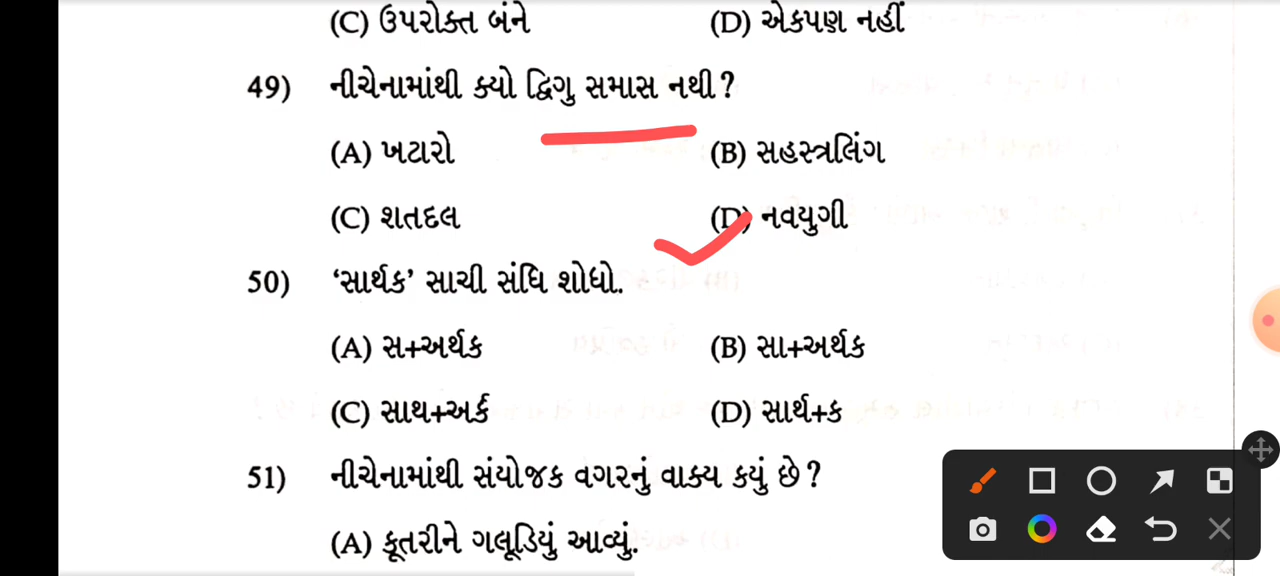 (C) ઉપરોક્ત બંને (D) એકપણ નહીં
49) નીચેનામાંથી ક્યો દ્વિગુ સમાસ નથી?
(A) ખટારો (B) સહસ્ત્રલિંગ
(C) શતદલ (D) નવયુગી
50) ‘સાર્થક’ સાચી સંધિ શોધો.
(A) સ+અર્થક (B) સા+અર્થક
(C) સાથ+અર્ક (D) સાર્થ+ક
51) નીચેનામાંથી સંયોજક વગરનું વાક્ય કયું છે?
(A) કૂતરીને ગલૂડિયું આવ્યું.